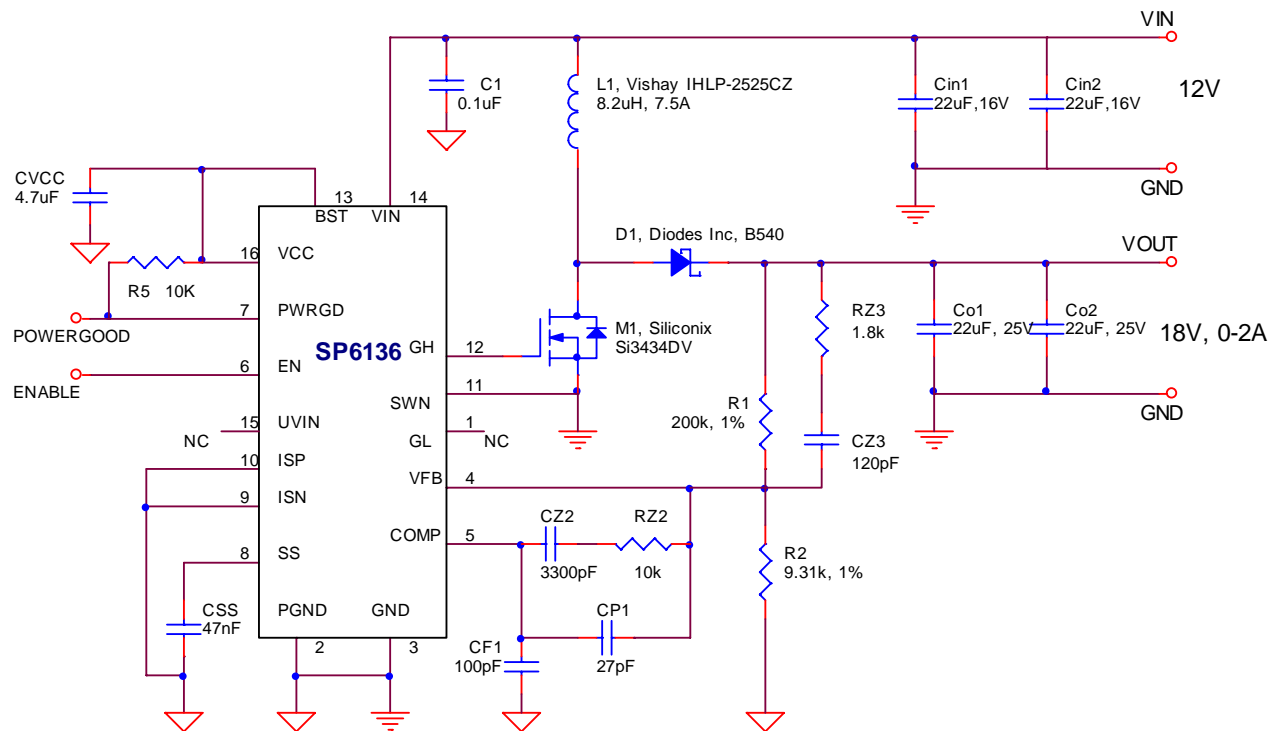 VIN
C1
0.1uF
L1, Vishay IHLP-2525CZ
8.2uH, 7.5A
Cin1
22uF,16V
Cin2
22uF,16V
12V
GND
CVCC
4.7uF
13
14
BST
VIN
16
VCC
R5 10K
7
PWRGD
POWERGOOD
SP6136
GH
12
6
EN
ENABLE
11
SWN
15
UVIN
NC
1
GL
NC
10
ISP
VFB
4
9
ISN
COMP
5
8
SS
CSS
47nF
PGND
GND
2
3
D1, Diodes Inc, B540
VOUT
M1, Siliconix
Si3434DV
RZ3
1.8k
Co1
22uF, 25V
Co2
22uF, 25V
18V, 0-2A
GND
R1
200k, 1%
CZ3
120pF
CZ2
3300pF
RZ2
10k
R2
9.31k, 1%
CP1
27pF
CF1
100pF